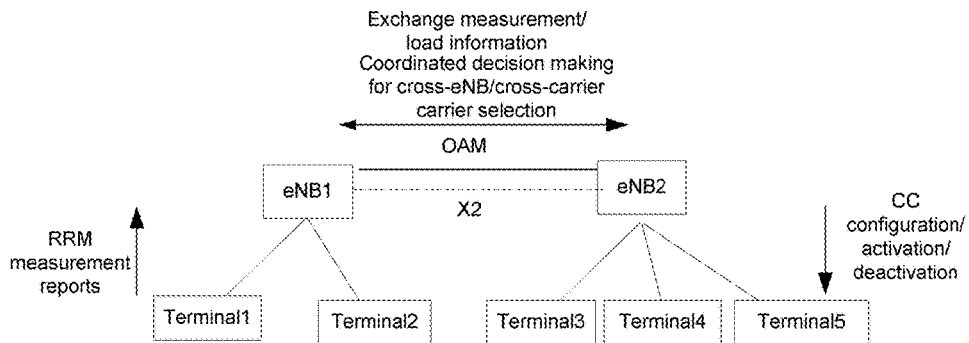 Exchange measurement/
load information
Coordinated decision making
for cross-eNB/cross-carrier
carrier selection
OAM
eNB1
eNB2
X2
RRM
measurement
reports
CC
configuration/
activation/
deactivation
Terminal1
Terminal2
Terminal3
Terminal4
Terminal5